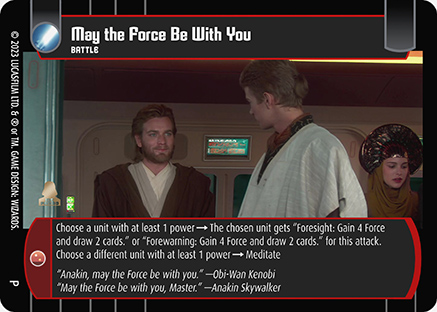 May the Force Be With You
BATTLE
© 2023 LUCASFILM LTD. & ® or TM. GAME DESIGN: WIZARDS.
Choose a unit with at least 1 power → The chosen unit gets "Foresight: Gain 4 Force
and draw 2 cards." or "Forewarning: Gain 4 Force and draw 2 cards." for this attack.
Choose a different unit with at least 1 power → Meditate
"Anakin, may the Force be with you." —Obi-Wan Kenobi
"May the Force be with you, Master." —Anakin Skywalker
P